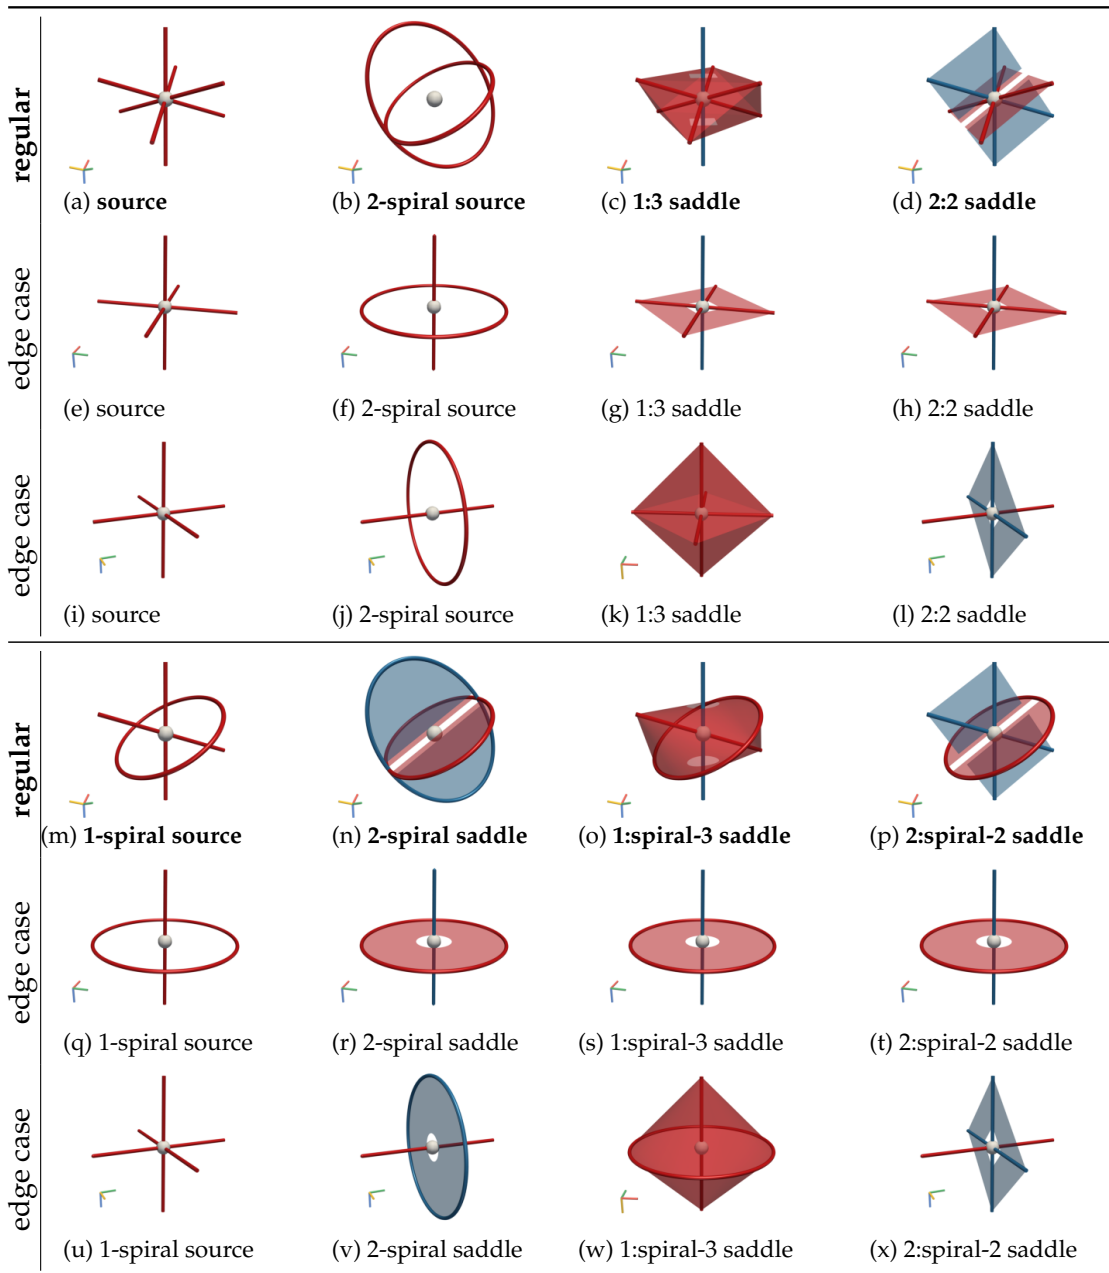 regular
(a) source
(b) 2-spiral source
(c) 1:3 saddle
(d) 2:2 saddle
edge case
(e) source
(f) 2-spiral source
(g) 1:3 saddle
(h) 2:2 saddle
edge case
(i) source
(j) 2-spiral source
(k) 1:3 saddle
(l) 2:2 saddle
regular
(m) 1-spiral source
(n) 2-spiral saddle
(o) 1:spiral-3 saddle
(p) 2:spiral-2 saddle
edge case
(q) 1-spiral source
(r) 2-spiral saddle
(s) 1:spiral-3 saddle
(t) 2:spiral-2 saddle
edge case
(u) 1-spiral source
(v) 2-spiral saddle
(w) 1:spiral-3 saddle
(x) 2:spiral-2 saddle